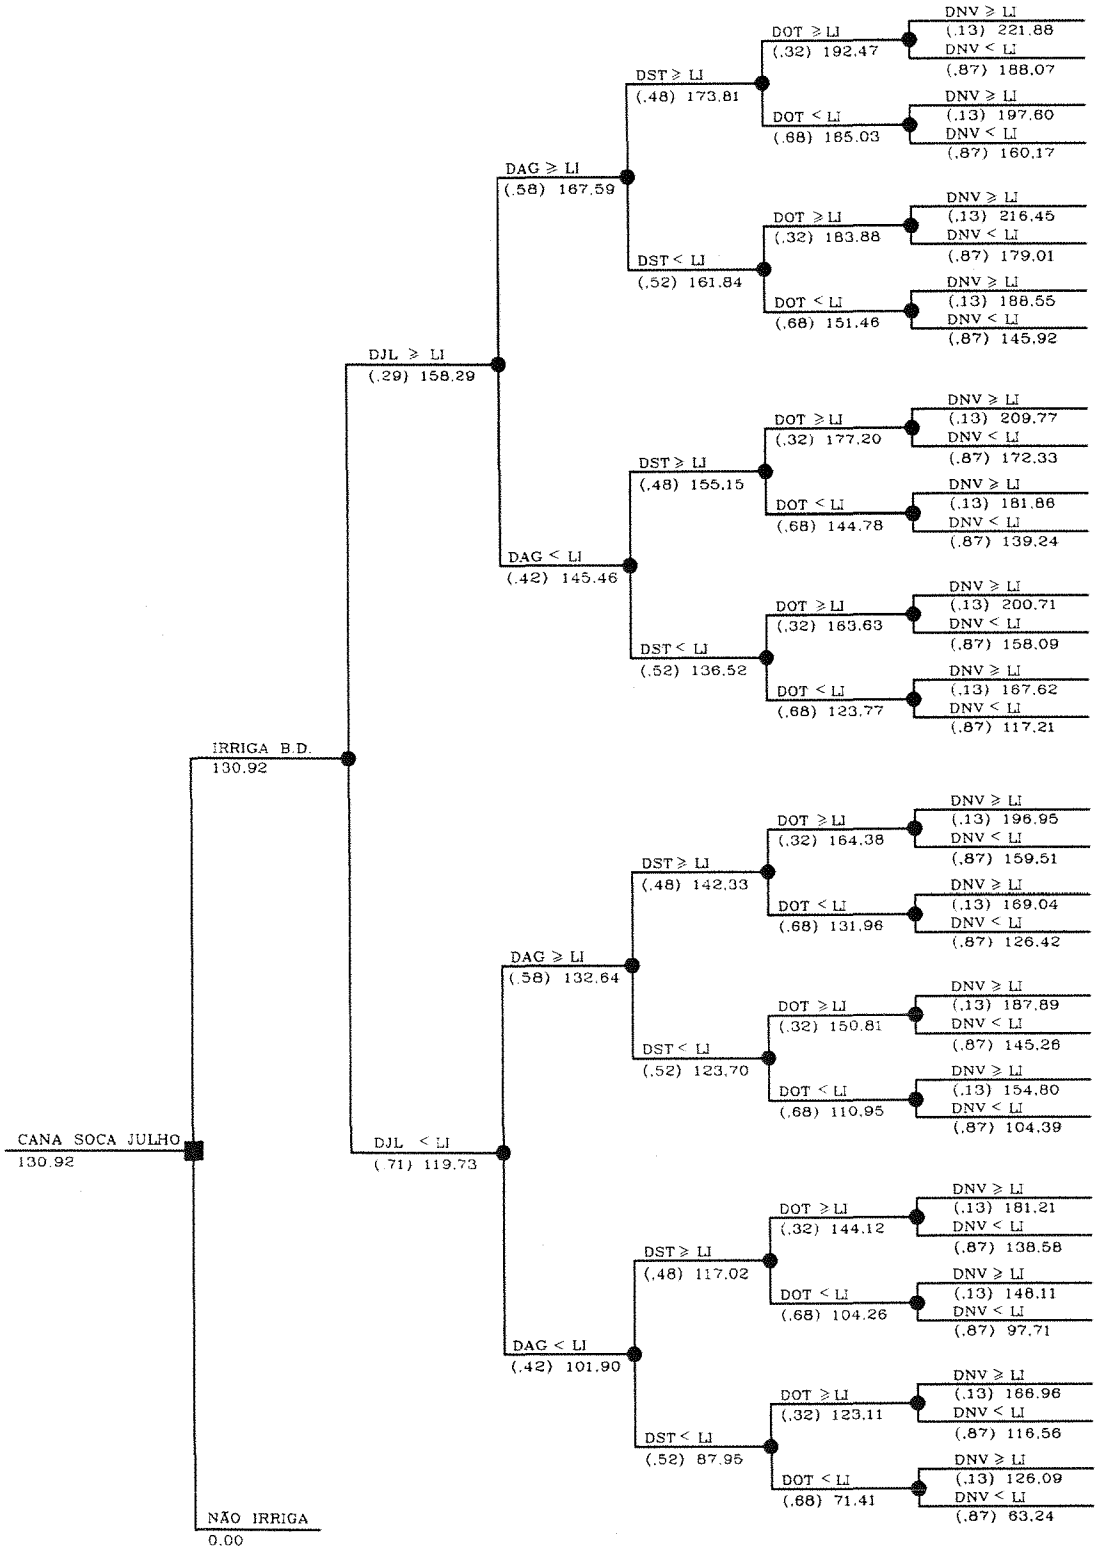 DNV ≥ LI
(.13) 221.88
DNV < LI
(.87) 188.07
DOT ≥ LI
(.32) 192.47
DST ≥ LI
(.48) 173.81
DNV ≥ LI
(.13) 197.60
DNV < LI
(.87) 160.17
DOT < LI
(.68) 165.03
DAG ≥ LI
(.58) 167.59
DNV ≥ LI
(.13) 216.45
DNV < LI
(.87) 179.01
DOT ≥ LI
(.32) 183.88
DST < LI
(.52) 161.84
DNV ≥ LI
(.13) 188.55
DNV < LI
(.87) 145.92
DOT < LI
(.68) 151.46
DJL ≥ LI
(.29) 158.29
DNV ≥ LI
(.13) 209.77
DNV < LI
(.87) 172.33
DOT ≥ LI
(.32) 177.20
DST ≥ LI
(.48) 155.15
DNV ≥ LI
(.13) 181.86
DNV < LI
(.87) 139.24
DOT < LI
(.68) 144.78
DAG < LI
(.42) 145.46
DNV ≥ LI
(.13) 200.71
DNV < LI
(.87) 158.09
DOT ≥ LI
(.32) 163.63
DST < LI
(.52) 136.52
DNV ≥ LI
(.13) 167.62
DNV < LI
(.87) 117.21
DOT < LI
(.68) 123.77
IRRIGA B.D.
130.92
DNV ≥ LI
(.13) 196.95
DNV < LI
(.87) 159.51
DOT ≥ LI
(.32) 164.38
DST ≥ LI
(.48) 142.33
DNV ≥ LI
(.13) 169.04
DNV < LI
(.87) 126.42
DOT < LI
(.68) 131.96
DAG ≥ LI
(.58) 132.64
DNV ≥ LI
(.13) 187.89
DNV < LI
(.87) 145.26
DOT ≥ LI
(.32) 150.81
DST < LI
(.52) 123.70
DNV ≥ LI
(.13) 154.80
DNV < LI
(.87) 104.39
DOT < LI
(.68) 110.95
CANA SOCA JULHO
130.92
DJL < LI
(.71) 119.73
DNV ≥ LI
(.13) 181.21
DNV < LI
(.87) 138.58
DOT ≥ LI
(.32) 144.12
DST ≥ LI
(.48) 117.02
DNV ≥ LI
(.13) 148.11
DNV < LI
(.87) 97.71
DOT < LI
(.68) 104.26
DAG < LI
(.42) 101.90
DNV ≥ LI
(.13) 166.96
DNV < LI
(.87) 116.56
DOT ≥ LI
(.32) 123.11
DST < LI
(.52) 87.95
DNV ≥ LI
(.13) 126.09
DNV < LI
(.87) 63.24
DOT < LI
(.68) 71.41
NÃO IRRIGA
0.00